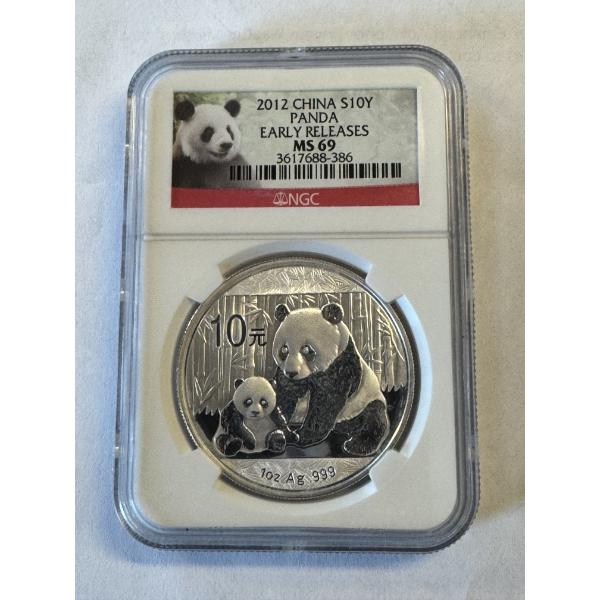 2012 CHINA S10Y
PANDA
EARLY RELEASES
MS 69
3617688-386
NGC
10元
1oz Ag .999